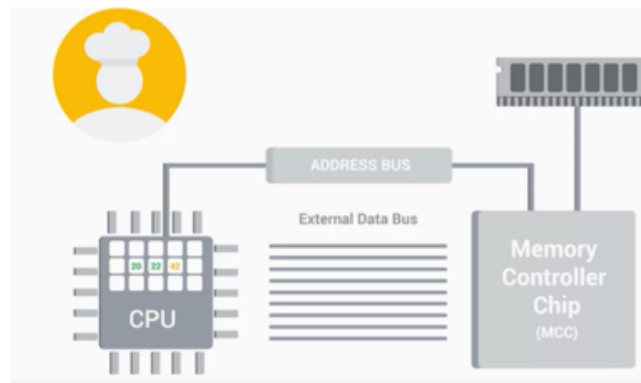 ADDRESS BUS
External Data Bus
20 22 42
CPU
Memory
Controller
Chip
(MCC)